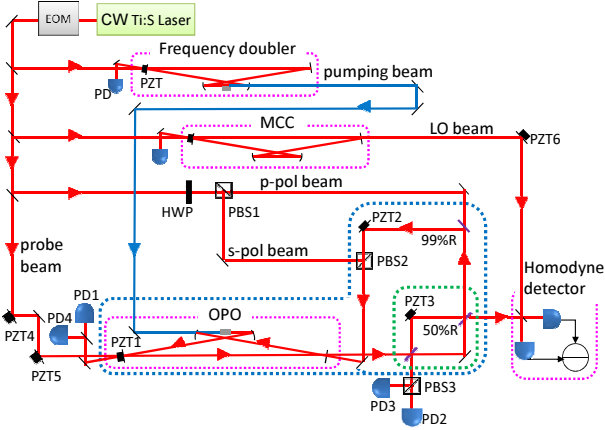 EOM
CW Ti:S Laser
Frequency doubler
PD
PZT
pumping beam
MCC
LO beam
PZT6
p-pol beam
HWP
PBS1
PZT2
99%R
s-pol beam
PBS2
probe
beam
Homodyne
detector
PD1
PD4
OPO
PZT3
PZT4
PZT1
50%R
PZT5
PBS3
PD3
PD2